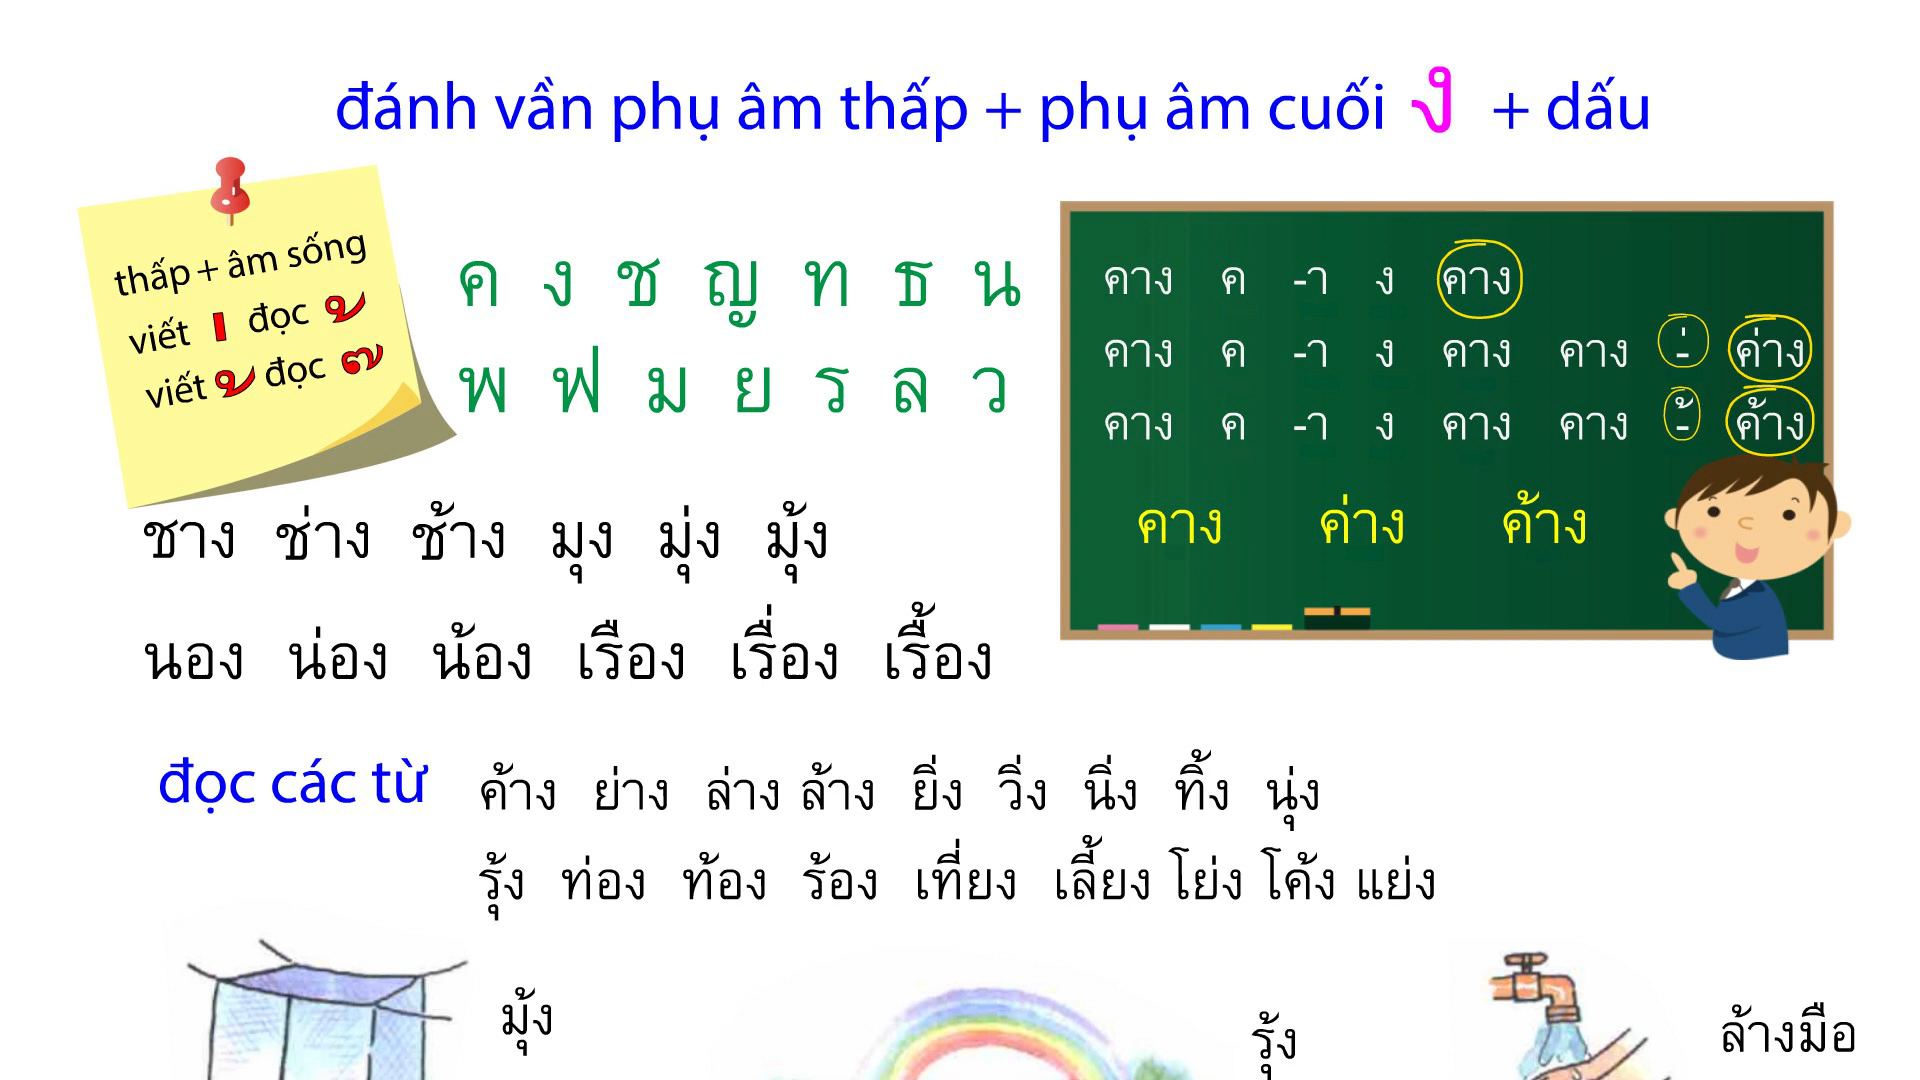 đánh vần phụ âm thấp + phụ âm cuối ง + dấu
thấp + âm sống
viết ่ đọc ้
viết ้ đọc ๊
ค ง ช ญ ท ธ น
พ ฟ ม ย ร ล ว
คาง ค -า ง คาง
คาง ค -า ง คาง คาง -่ ค่าง
คาง ค -า ง คาง คาง -้ ค้าง
คาง ค่าง ค้าง
ชาง ช่าง ช้าง มุง มุ่ง มุ้ง
นอง น่อง น้อง เรือง เรื่อง เรื้อง
đọc các từ
ค้าง ย่าง ล่าง ล้าง ยิ่ง วิ่ง นิ่ง ทิ้ง นุ่ง
รุ้ง ท่อง ท้อง ร้อง เที่ยง เลี้ยง โย่ง โค้ง แย่ง
มุ้ง
รุ้ง
ล้างมือ